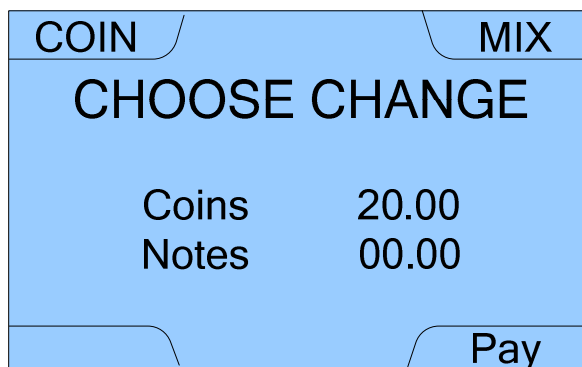 COIN MIX
CHOOSE CHANGE
Coins 20.00
Notes 00.00
Pay